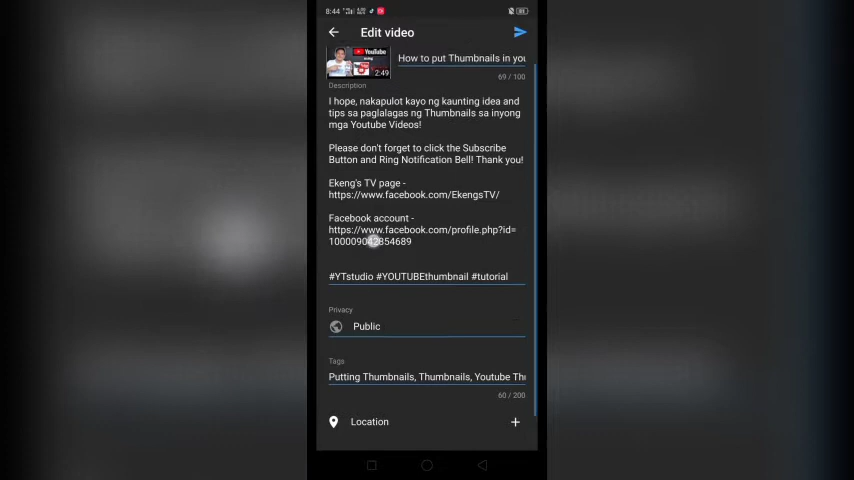 8:44
Edit video
YouTube
2:49
How to put Thumbnails in you
69 / 100
Description
I hope, nakapulot kayo ng kaunting idea and
tips sa paglalagas ng Thumbnails sa inyong
mga Youtube Videos!
Please don't forget to click the Subscribe
Button and Ring Notification Bell! Thank you!
Ekeng's TV page -
https://www.facebook.com/EkengsTV/
Facebook account -
https://www.facebook.com/profile.php?id=
100009042854689
#YTstudio #YOUTUBEthumbnail #tutorial
Privacy
Public
Tags
Putting Thumbnails, Thumbnails, Youtube Thu
60 / 200
Location